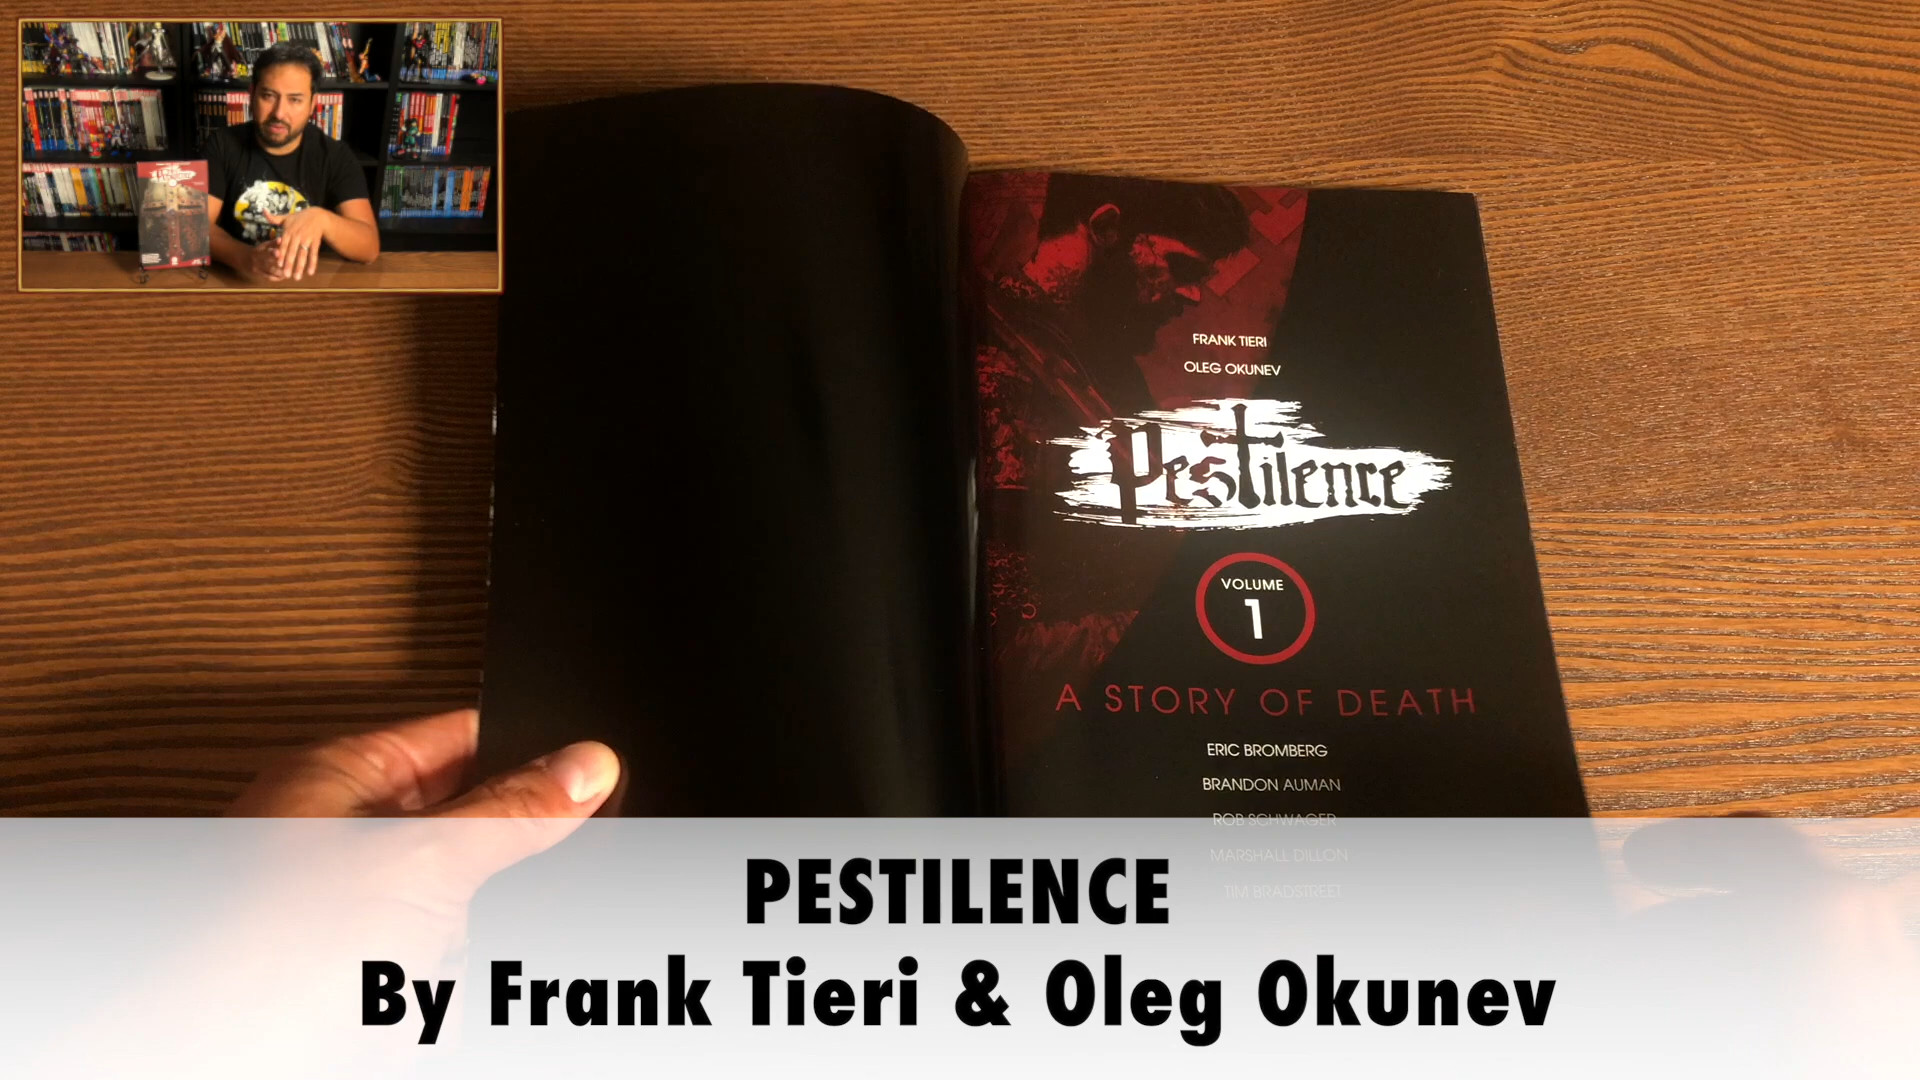 FRANK TIERI
OLEG OKUNEV
Pestilence
VOLUME
1
A STORY OF DEATH
ERIC BROMBERG
BRANDON AUMAN
ROB SCHWAGER
MARSHALL DILLON
TIM BRADSTREET
PESTILENCE
By Frank Tieri & Oleg Okunev